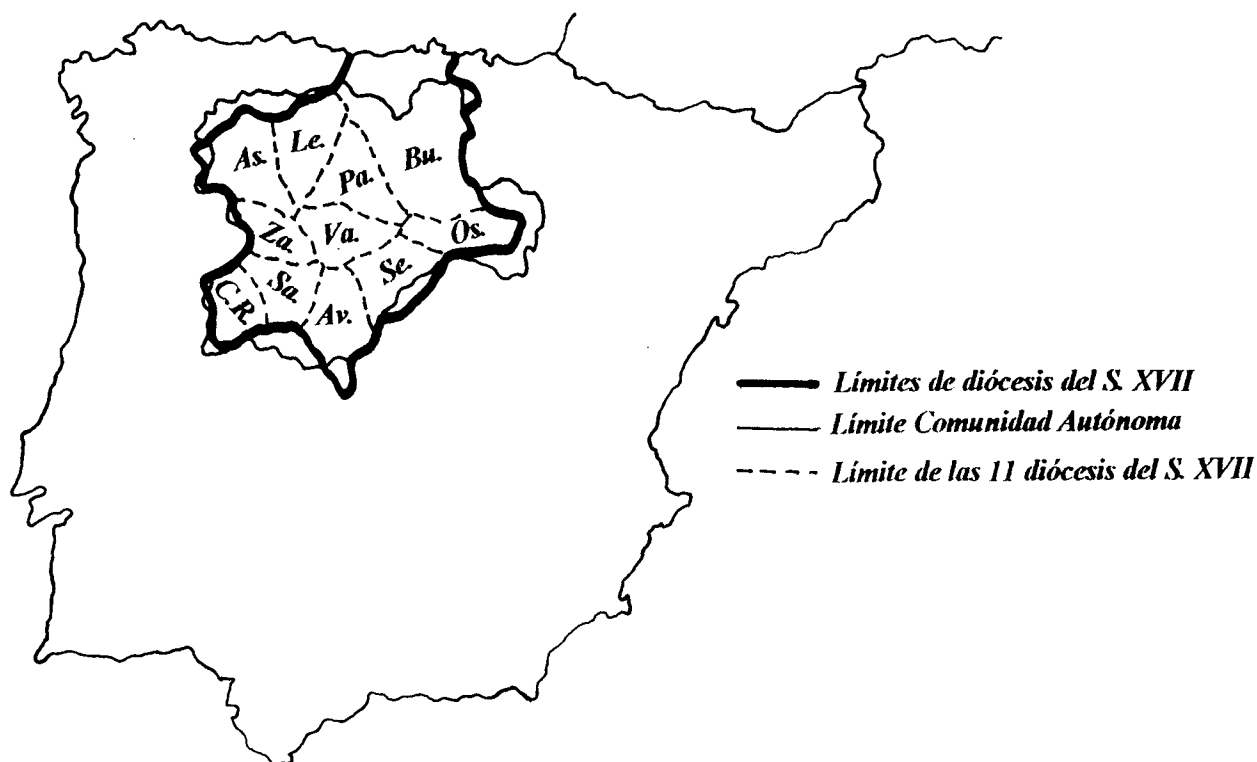 As.
Le.
Pa.
Bu.
Za.
Va.
Os.
C.R.
Sa.
Av.
Se.
Límites de diócesis del S. XVII
Límite Comunidad Autónoma
Límite de las 11 diócesis del S. XVII